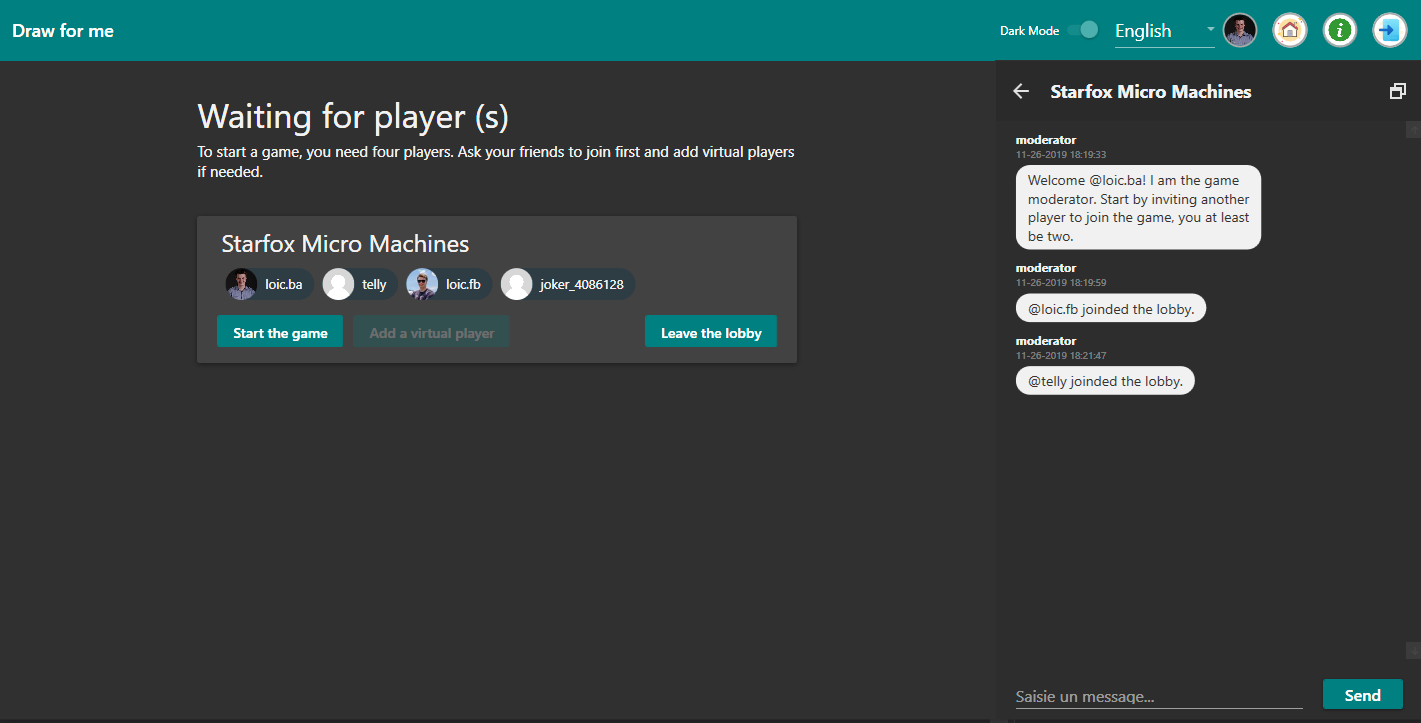 Draw for me
Dark Mode
English
Waiting for player (s)
To start a game, you need four players. Ask your friends to join first and add virtual players
if needed.
Starfox Micro Machines
loic.ba
telly
loic.fb
joker_4086128
Start the game
Add a virtual player
Leave the lobby
Starfox Micro Machines
moderator
11-26-2019 18:19:33
Welcome @loic.ba! I am the game
moderator. Start by inviting another
player to join the game, you at least
be two.
moderator
11-26-2019 18:19:59
@loic.fb joinded the lobby.
moderator
11-26-2019 18:21:47
@telly joinded the lobby.
Saisie un message...
Send